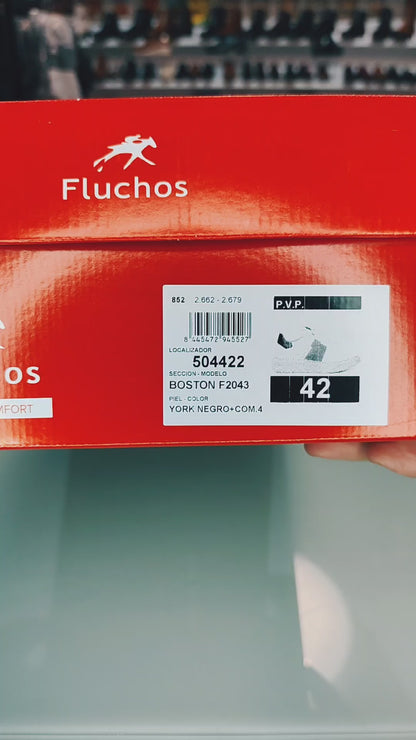 Fluchos
os
MFORT
852 2.662 - 2.679
8 445472 945527
LOCALIZADOR
504422
SECCION - MODELO
BOSTON F2043
PIEL - COLOR
YORK NEGRO+COM.4
P.V.P.
42